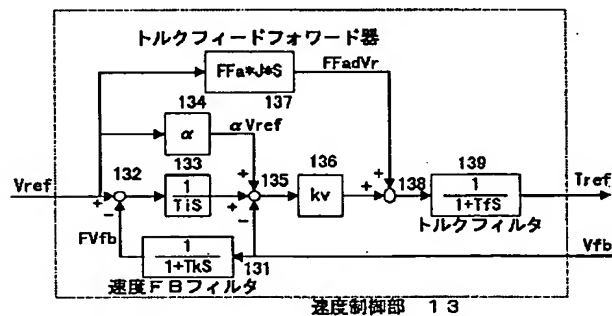 トルクフィードフォワード器
FFa*J*S
FFadVr
134
137
α
αVref
132
133
135
136
139
Vref
+
−
1
TiS
+
+
−
kv
+
+
138
1
1+TfS
Tref
トルクフィルタ
FVfb
1
1+TkS
131
Vfb
速度FBフィルタ
速度制御部 13